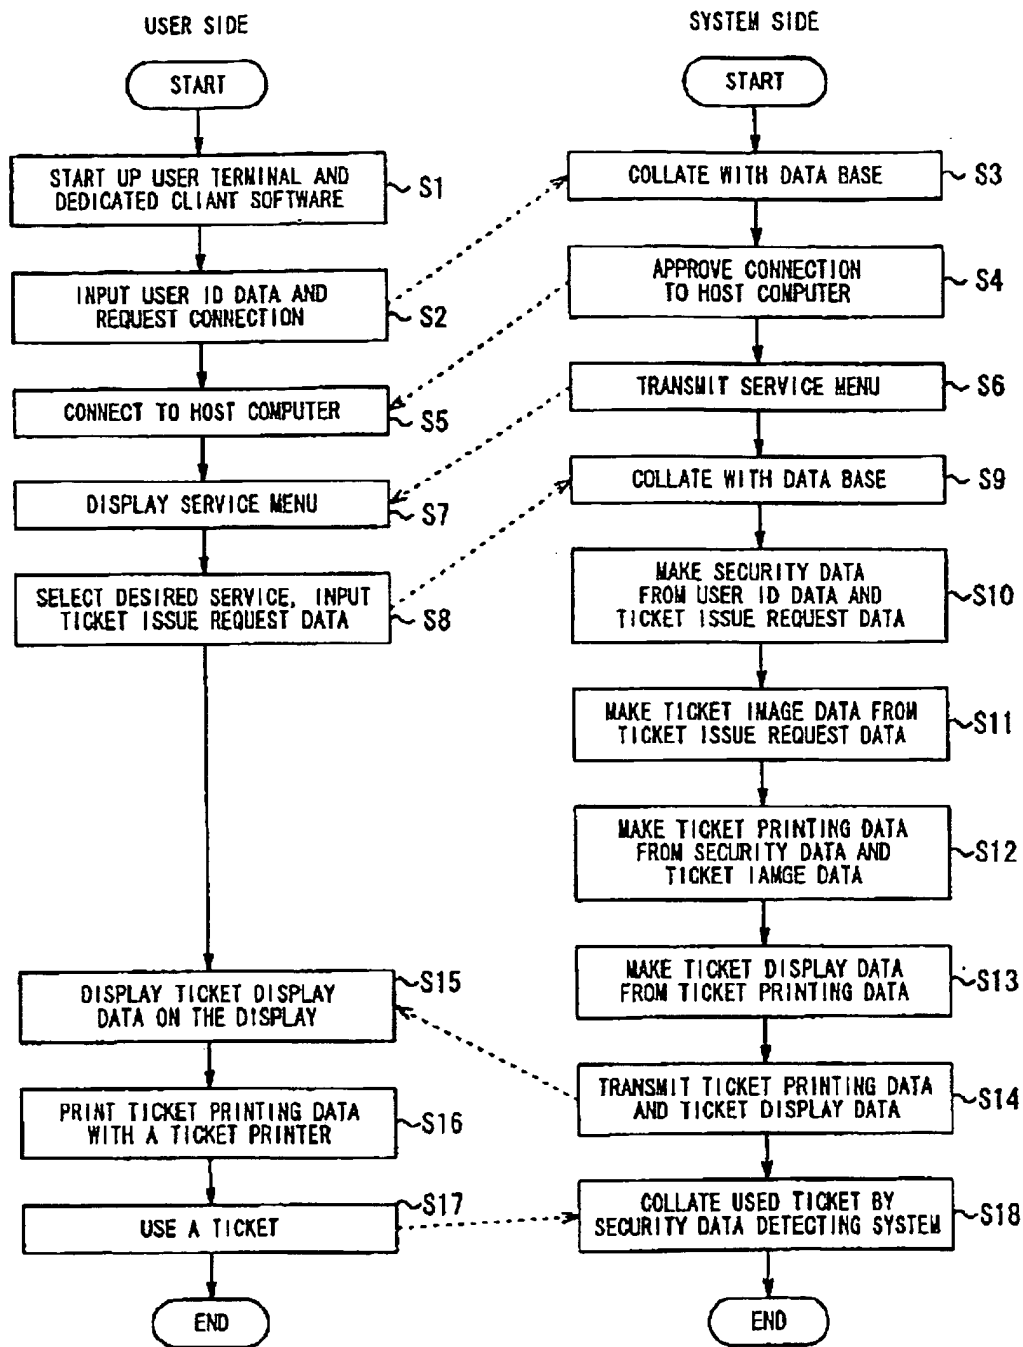 USER SIDE
START
START UP USER TERMINAL AND
DEDICATED CLIENT SOFTWARE
S1
INPUT USER ID DATA AND
REQUEST CONNECTION
S2
CONNECT TO HOST COMPUTER
S5
DISPLAY SERVICE MENU
S7
SELECT DESIRED SERVICE, INPUT
TICKET ISSUE REQUEST DATA
S8
DISPLAY TICKET DISPLAY
DATA ON THE DISPLAY
S15
PRINT TICKET PRINTING DATA
WITH A TICKET PRINTER
S16
USE A TICKET
S17
END
SYSTEM SIDE
START
COLLATE WITH DATA BASE
S3
APPROVE CONNECTION
TO HOST COMPUTER
S4
TRANSMIT SERVICE MENU
S6
COLLATE WITH DATA BASE
S9
MAKE SECURITY DATA
FROM USER ID DATA AND
TICKET ISSUE REQUEST DATA
S10
MAKE TICKET IMAGE DATA FROM
TICKET ISSUE REQUEST DATA
S11
MAKE TICKET PRINTING DATA
FROM SECURITY DATA AND
TICKET IAMGE DATA
S12
MAKE TICKET DISPLAY DATA
FROM TICKET PRINTING DATA
S13
TRANSMIT TICKET PRINTING DATA
AND TICKET DISPLAY DATA
S14
COLLATE USED TICKET BY
SECURITY DATA DETECTING SYSTEM
S18
END